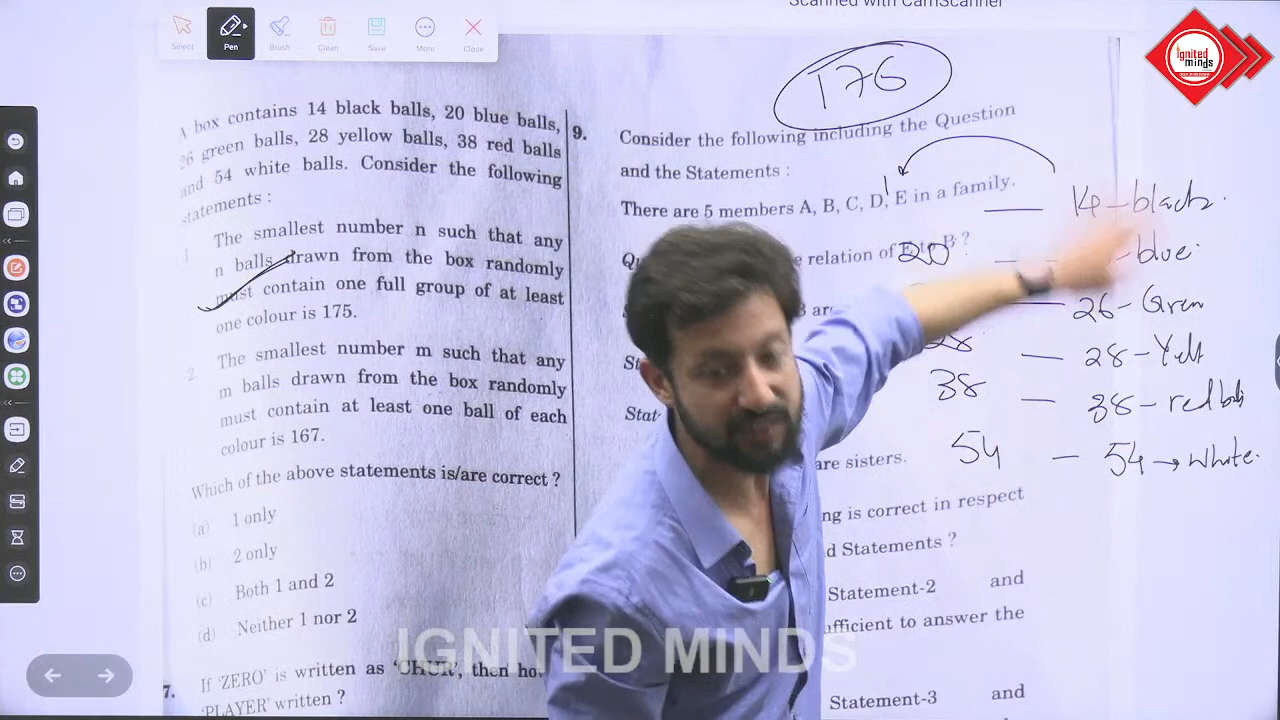 Scanned with CamScanner
Select
Pen
Brush
Clean
Save
More
Close
ignited
minds
176
A box contains 14 black balls, 20 blue balls,
26 green balls, 28 yellow balls, 38 red balls
and 54 white balls. Consider the following
statements :
1. The smallest number n such that any
n balls drawn from the box randomly
must contain one full group of at least
one colour is 175.
2. The smallest number m such that any
m balls drawn from the box randomly
must contain at least one ball of each
colour is 167.
Which of the above statements is/are correct ?
(a) 1 only
(b) 2 only
(c) Both 1 and 2
(d) Neither 1 nor 2
7. If 'ZERO' is written as 'CHUR', then
'PLAYER' written ?
9. Consider the following including the Question
and the Statements :
There are 5 members A, B, C, D, E in a family.
relation of E to B ?
are sisters.
ng is correct in respect
d Statements ?
Statement-2 and
ufficient to answer the
Statement-3 and
14 - black
20 - blue
26 - Gren
28 - Yell
38 38 - red balls
54 - 54 → white
IGNITED MINDS